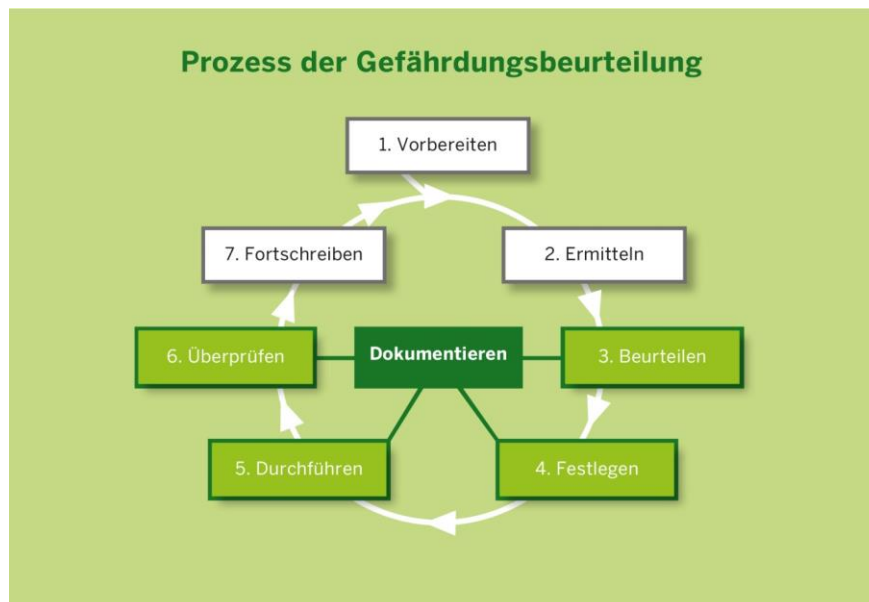 Prozess der Gefährdungsbeurteilung
1. Vorbereiten
7. Fortschreiben
2. Ermitteln
6. Überprüfen
Dokumentieren
3. Beurteilen
5. Durchführen
4. Festlegen